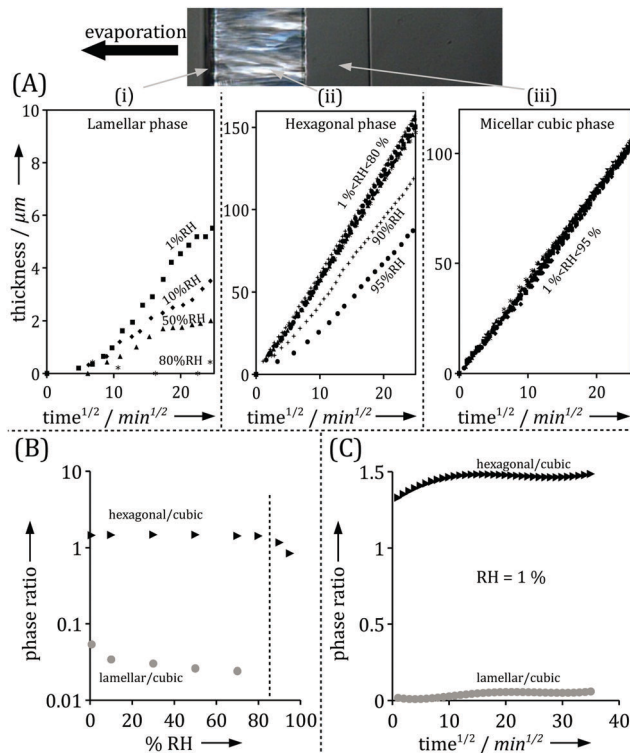 evaporation
(A)
(i)
(ii)
(iii)
Lamellar phase
Hexagonal phase
Micellar cubic phase
thickness / μm
10
8
6
4
2
0
1%RH
10%RH
50%RH
80%RH
0
10
20
time1/2 / min1/2
150
100
50
0
1 %<RH<80 %
90%RH
95%RH
0
10
20
time1/2 / min1/2
100
50
0
1 %<RH<95 %
0
10
20
time1/2 / min1/2
(B)
phase ratio
10
1
0.1
0.01
hexagonal/cubic
lamellar/cubic
0
20
40
60
80
100
% RH
(C)
phase ratio
1.5
1
0.5
0
hexagonal/cubic
RH = 1 %
lamellar/cubic
0
10
20
30
40
time1/2 / min1/2